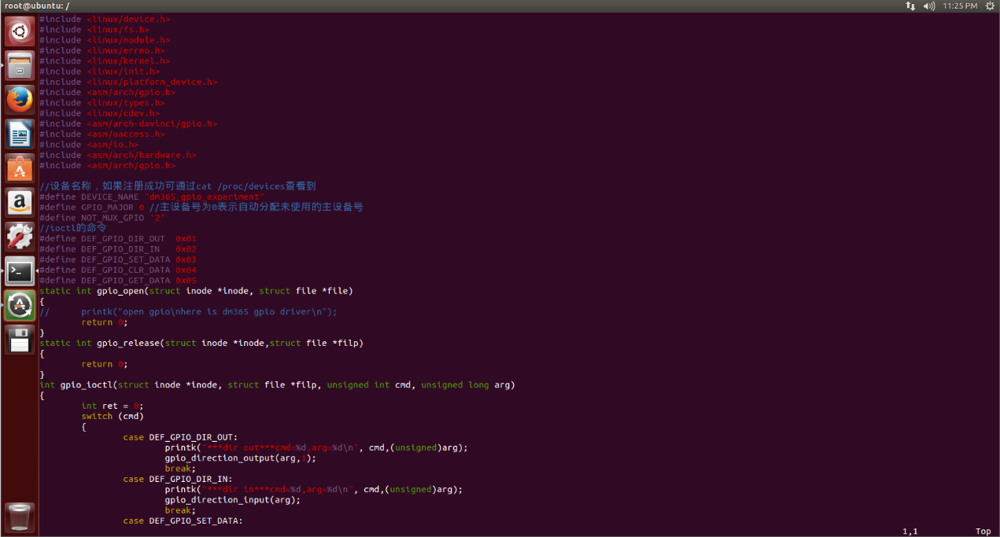 root@ubuntu: /
11:25 PM
#include <linux/device.h>
#include <linux/fs.h>
#include <linux/module.h>
#include <linux/errno.h>
#include <linux/kernel.h>
#include <linux/init.h>
#include <linux/platform_device.h>
#include <asm/arch/gpio.h>
#include <linux/types.h>
#include <linux/cdev.h>
#include <asm/arch-davinci/gpio.h>
#include <asm/uaccess.h>
#include <asm/io.h>
#include <asm/arch/hardware.h>
#include <asm/arch/gpio.h>
//设备名称，如果注册成功可通过cat /proc/devices查看到
#define DEVICE_NAME "dm365_gpio_experiment"
#define GPIO_MAJOR 0 //主设备号为0表示自动分配未使用的主设备号
#define NOT_MUX_GPIO '2'
//ioctl的命令
#define DEF_GPIO_DIR_OUT  0x01
#define DEF_GPIO_DIR_IN   0x02
#define DEF_GPIO_SET_DATA 0x03
#define DEF_GPIO_CLR_DATA 0x04
#define DEF_GPIO_GET_DATA 0x05
static int gpio_open(struct inode *inode, struct file *file)
{
//      printk("open gpio\nhere is dm365 gpio driver\n");
        return 0;
}
static int gpio_release(struct inode *inode,struct file *filp)
{
        return 0;
}
int gpio_ioctl(struct inode *inode, struct file *filp, unsigned int cmd, unsigned long arg)
{
        int ret = 0;
        switch (cmd)
        {
                case DEF_GPIO_DIR_OUT:
                        printk("***dir out***cmd=%d,arg=%d\n", cmd,(unsigned)arg);
                        gpio_direction_output(arg,1);
                        break;
                case DEF_GPIO_DIR_IN:
                        printk("***dir in***cmd=%d,arg=%d\n", cmd,(unsigned)arg);
                        gpio_direction_input(arg);
                        break;
                case DEF_GPIO_SET_DATA:
1,1 Top